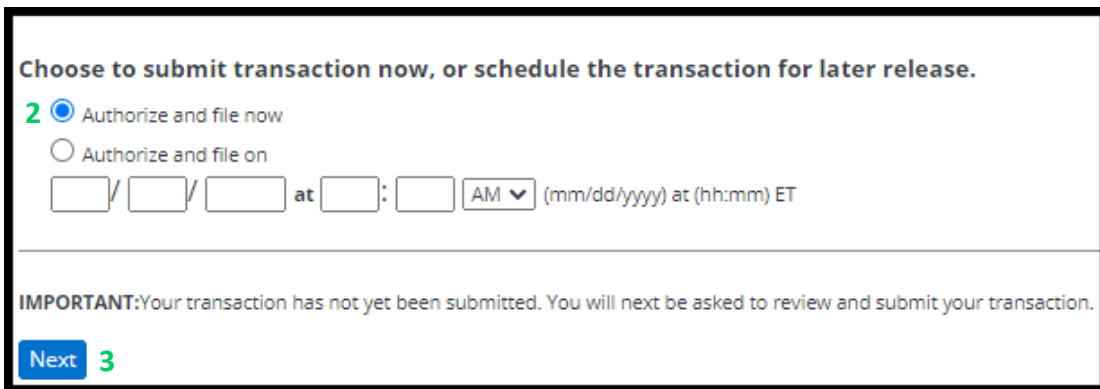 Choose to submit transaction now, or schedule the transaction for later release.
2 Authorize and file now
Authorize and file on
/ / at : AM (mm/dd/yyyy) at (hh:mm) ET
IMPORTANT:Your transaction has not yet been submitted. You will next be asked to review and submit your transaction.
Next 3